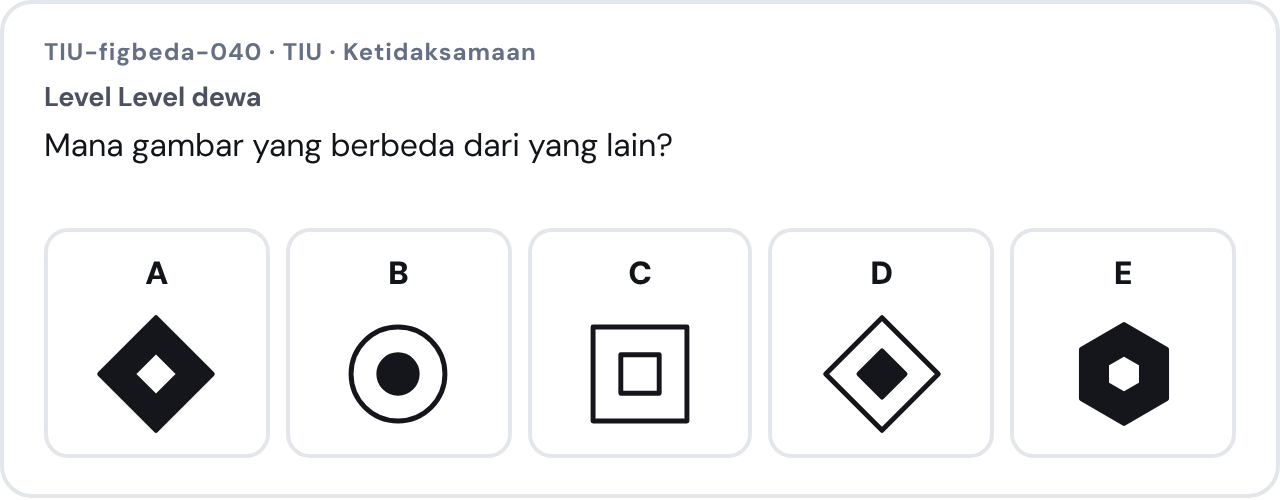 TIU-figbeda-040 · TIU · Ketidaksamaan
Level Level dewa
Mana gambar yang berbeda dari yang lain?
A B C D E